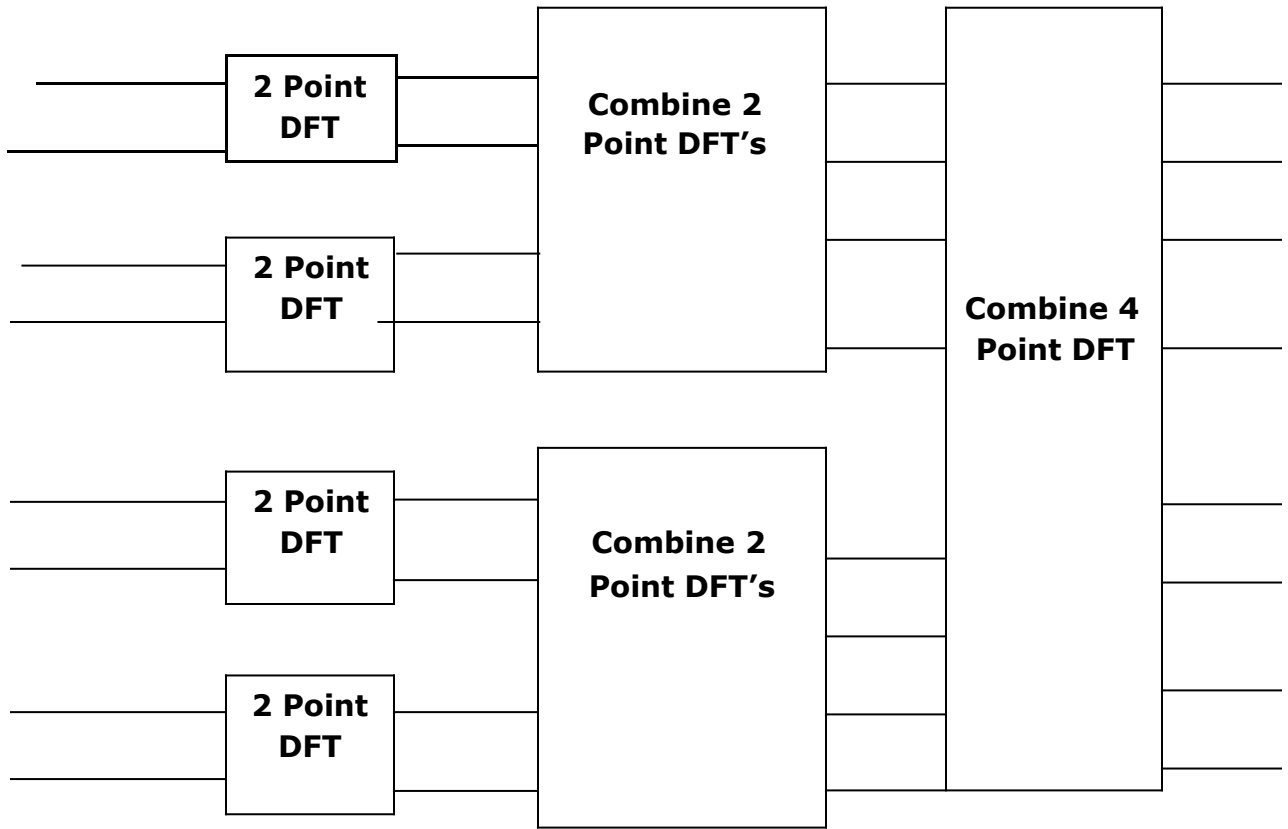 2 Point
DFT
Combine 2
Point DFT’s
2 Point
DFT
Combine 4
Point DFT
2 Point
DFT
Combine 2
Point DFT’s
2 Point
DFT